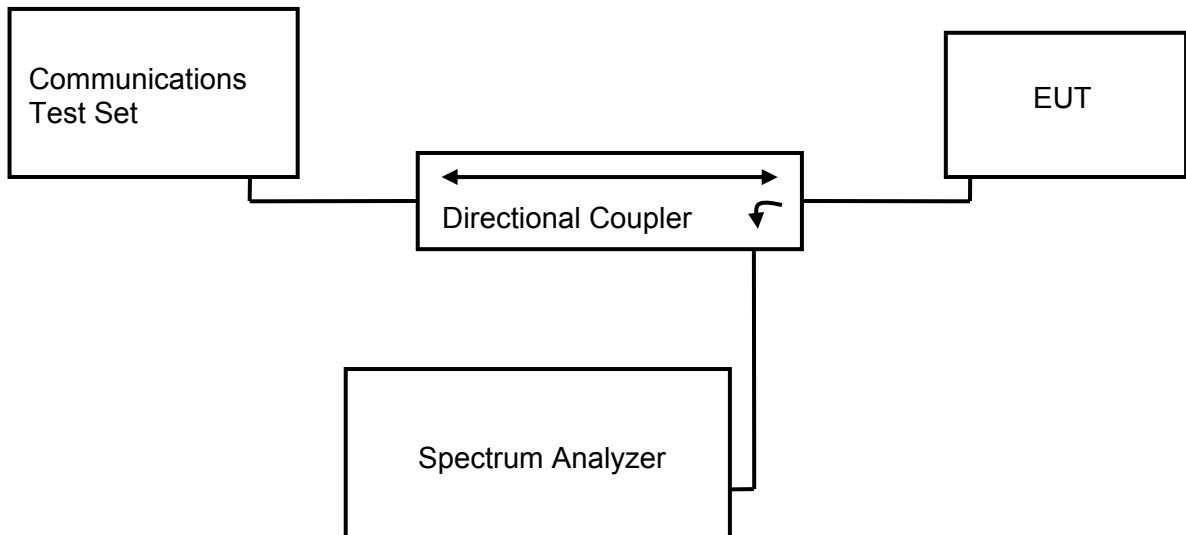 Communications
Test Set
EUT
Directional Coupler
Spectrum Analyzer